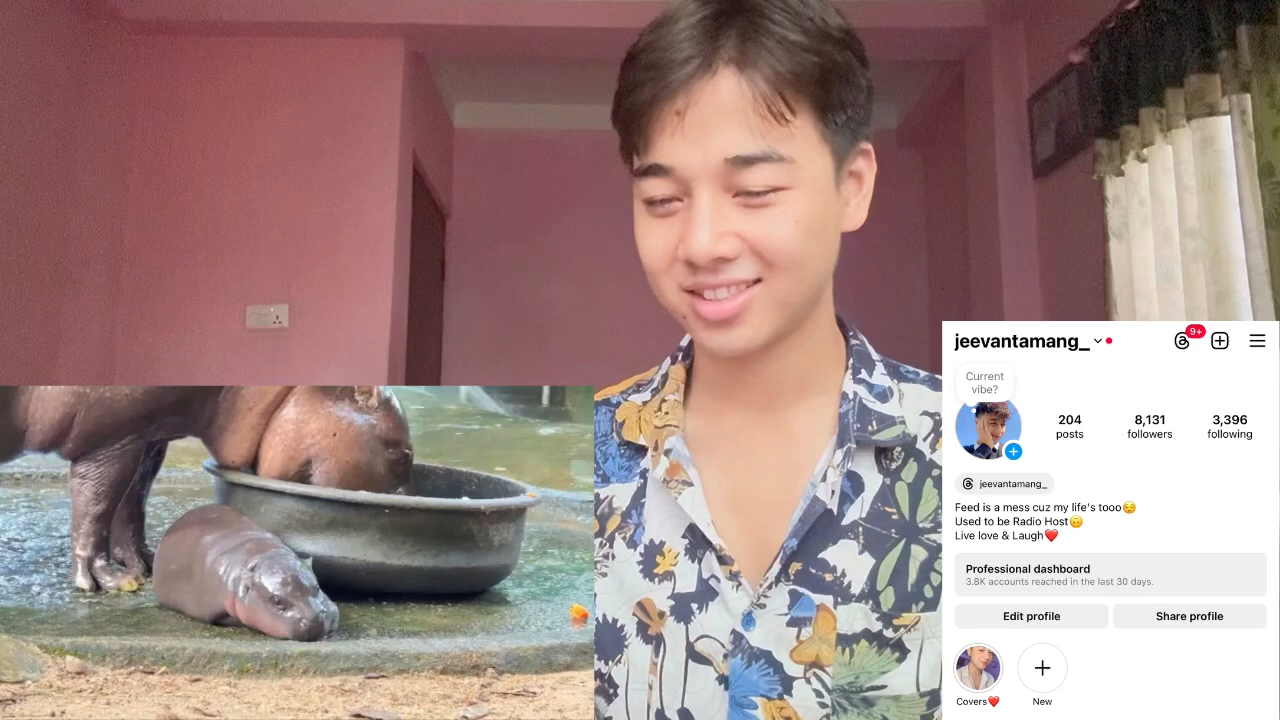 jeevantamang_
9+
Current
vibe?
204
posts
8,131
followers
3,396
following
jeevantamang_
Feed is a mess cuz my life's tooo😌
Used to be Radio Host🙃
Live love & Laugh❤️
Professional dashboard
3.8K accounts reached in the last 30 days.
Edit profile
Share profile
Covers❤️
New